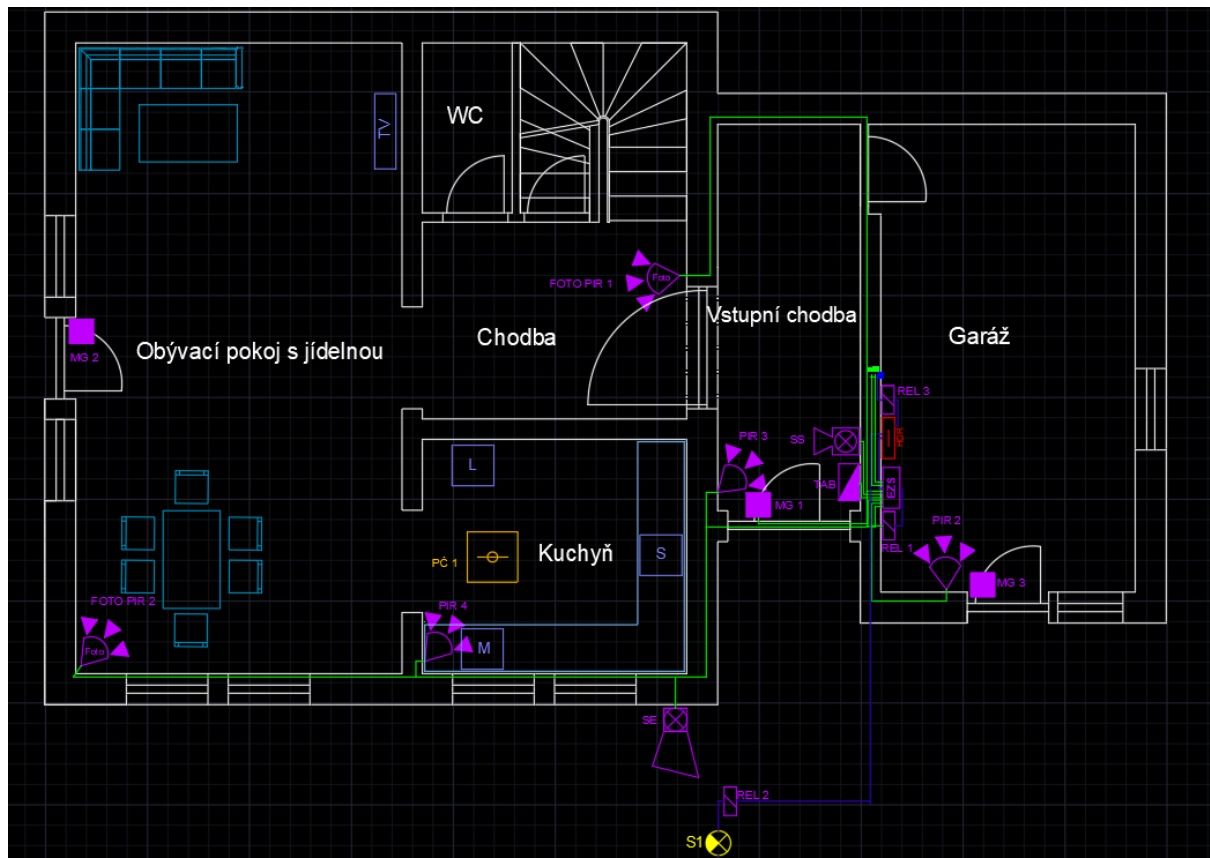 WC
TV
FOTO PIR 1
Foto
Vstupní chodba
Chodba
Garáž
Obývací pokoj s jídelnou
MG 2
REL 3
HDR
PIR 3
SS
L
TAB
EZS
MG 1
PIR 2
REL 1
Kuchyň
S
PČ 1
MG 3
FOTO PIR 2
PIR 4
Foto
M
SE
REL 2
S1